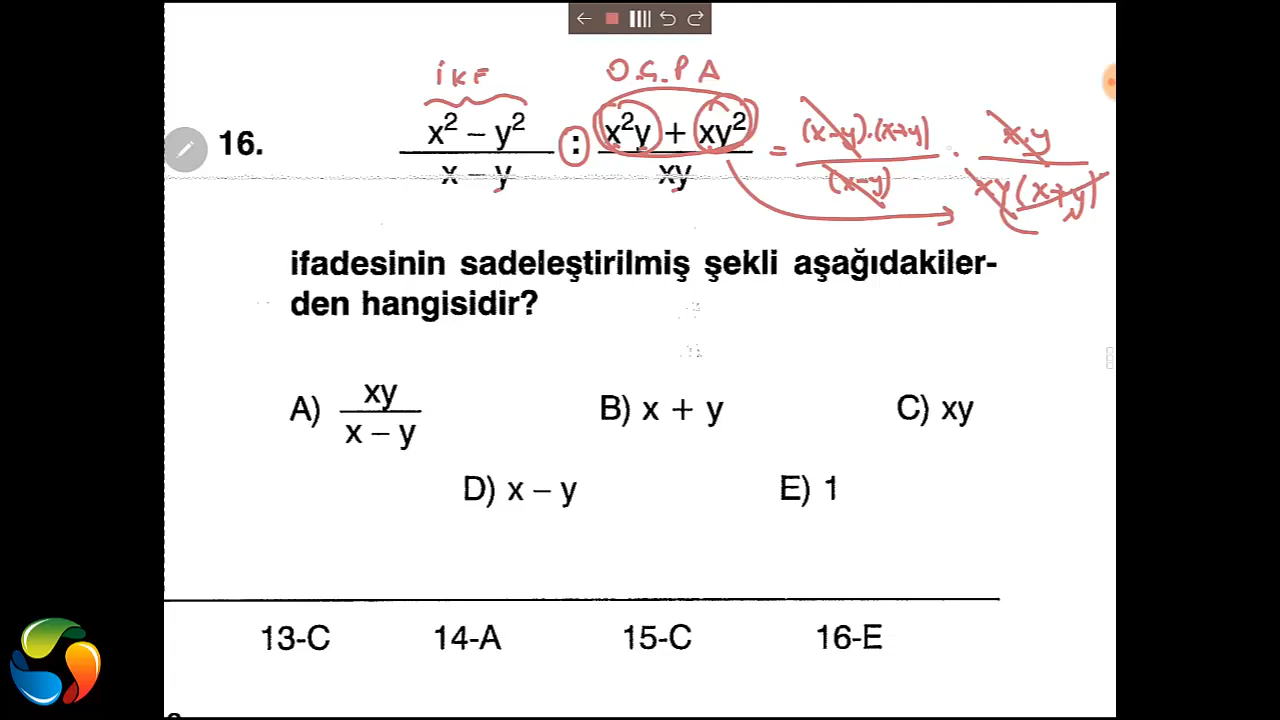 İKF O.Ç.P.A
16. x² − y² / x − y : x²y + xy² / xy = (x−y).(x+y) / (x−y) . x.y / xy(x+y)
ifadesinin sadeleştirilmiş şekli aşağıdakiler-
den hangisidir?
A) xy / x − y B) x + y C) xy
D) x − y E) 1
13-C 14-A 15-C 16-E